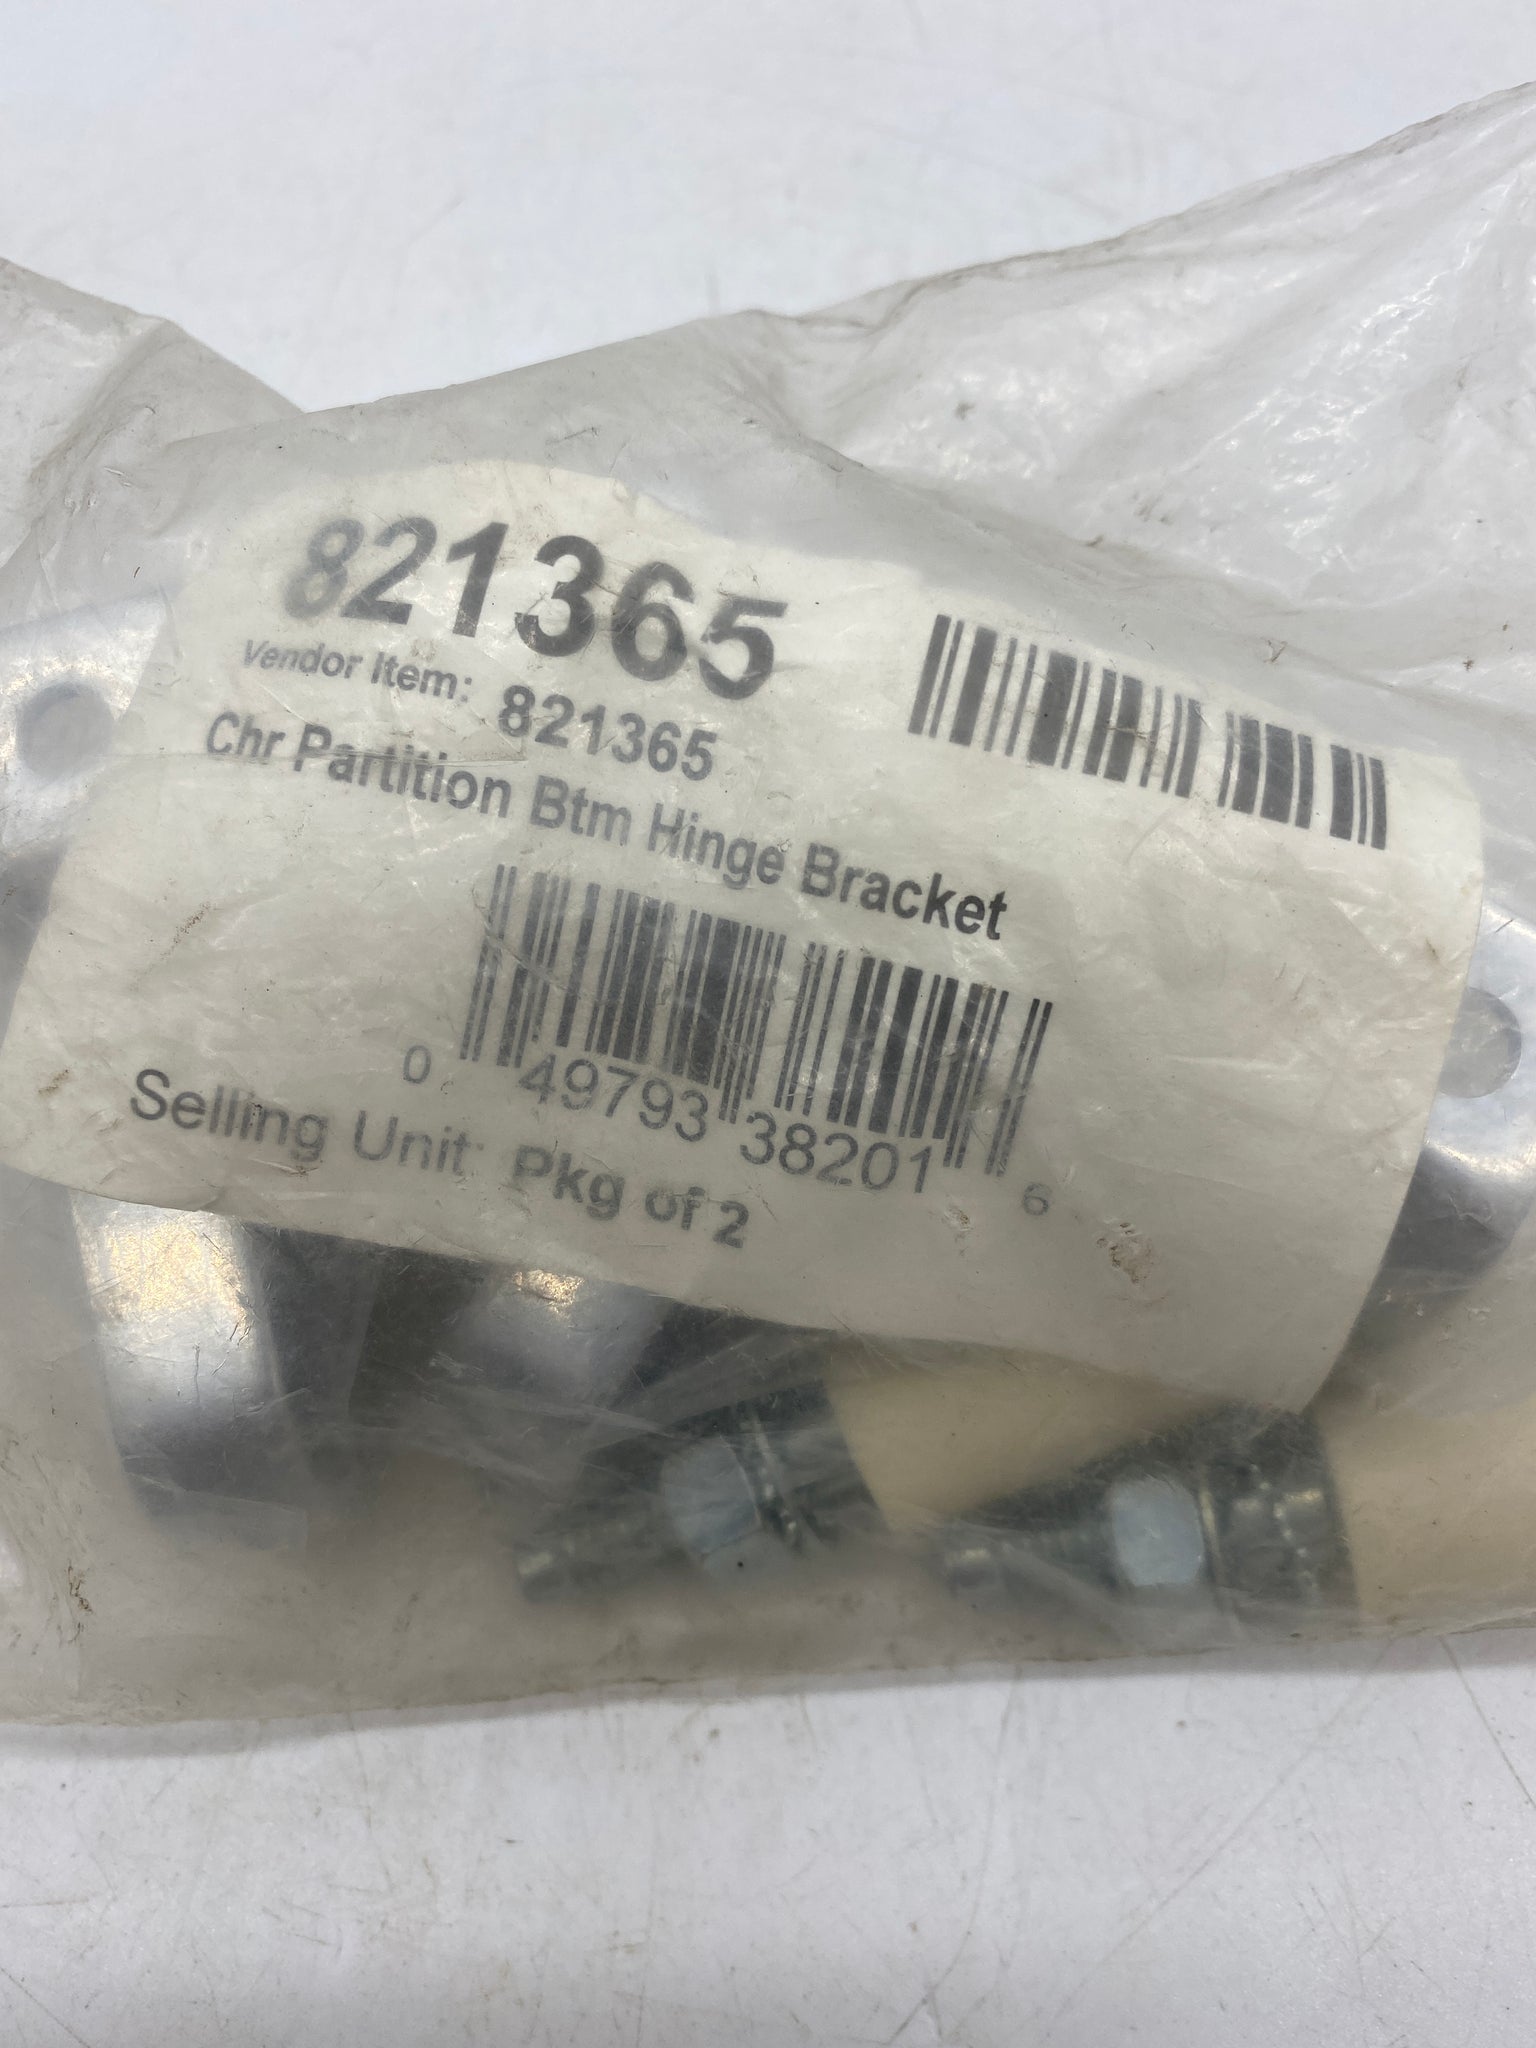 821365
Vendor Item: 821365
Chr Partition Btm Hinge Bracket
0 49793 38201 6
Selling Unit: Pkg of 2